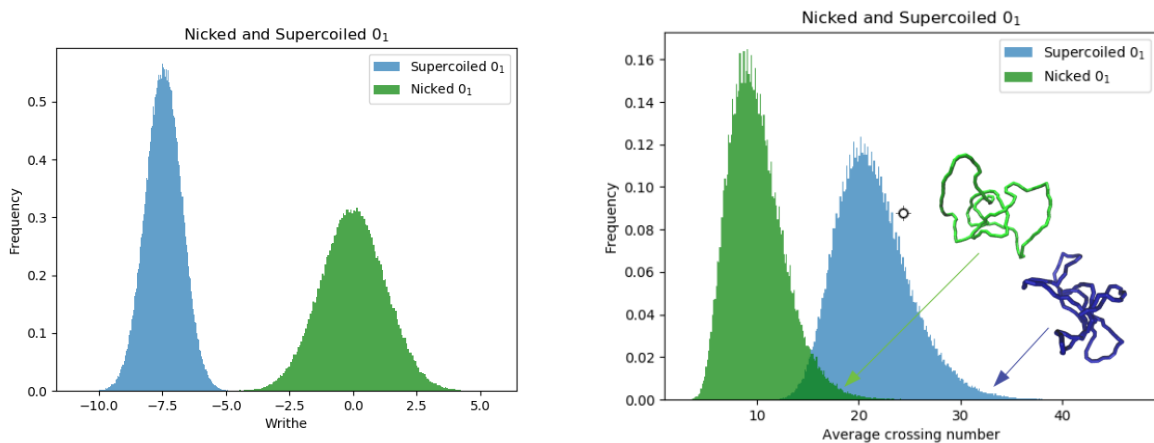 Nicked and Supercoiled 0₁
Supercoiled 0₁
Nicked 0₁
0.5
0.4
0.3
0.2
0.1
0.0
Frequency
−10.0 −7.5 −5.0 −2.5 0.0 2.5 5.0
Writhe
Nicked and Supercoiled 0₁
Supercoiled 0₁
Nicked 0₁
0.16
0.14
0.12
0.10
0.08
0.06
0.04
0.02
0.00
Frequency
10 20 30 40
Average crossing number